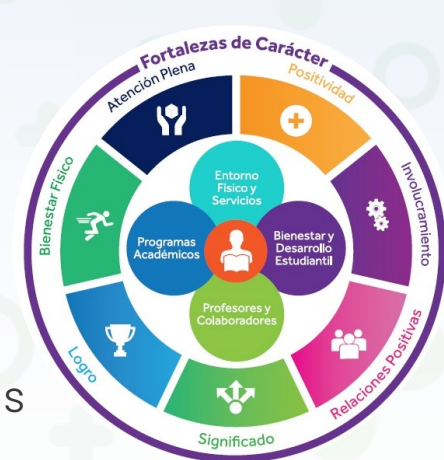 Fortalezas de Carácter
Atención Plena
Positividad
Bienestar Físico
Involucramiento
Entorno
Físico y
Servicios
Programas
Académicos
Bienestar y
Desarrollo
Estudiantil
Profesores y
Colaboradores
Logro
Relaciones Positivas
Significado
s